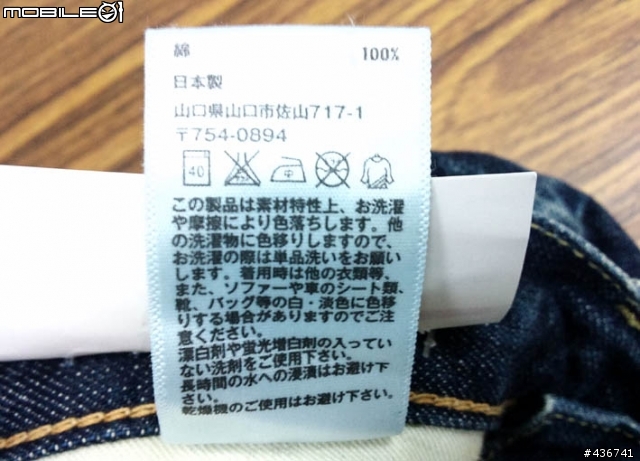 MOBILE01
綿 100%
日本製
山口県山口市佐山717-1
〒754-0894
40 中
この製品は素材特性上、お洗濯
や摩擦により色落ちします。他
の洗濯物に色移りしますので、
お洗濯の際は単品洗いをお願い
します。着用時は他の衣類等、
また、ソファーや車のシート類、
靴、バッグ等の白・淡色に色移
りする場合がありますのでご注
意ください。
漂白剤や蛍光増白剤の入ってい
ない洗剤をご使用下さい。
長時間の水への浸漬はお避け下
さい。
乾燥機のご使用はお避け下さい。
#436741